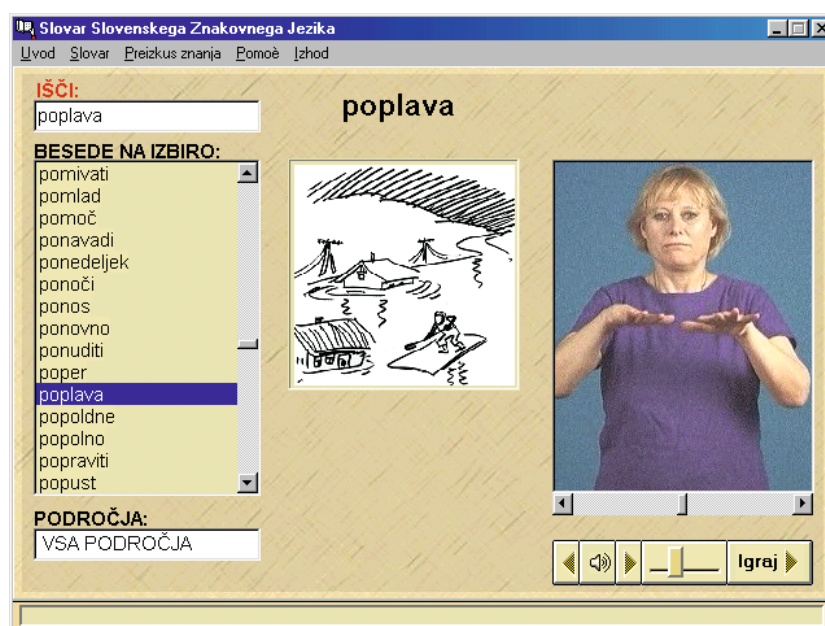 Slovar Slovenskega Znakovnega Jezika
Uvod Slovar Preizkus znanja Pomoè Izhod
IŠČI:
poplava
poplava
BESEDE NA IZBIRO:
pomivati
pomlad
pomoč
ponavadi
ponedeljek
ponoči
ponos
ponovno
ponuditi
poper
poplava
popoldne
popolno
popraviti
popust
PODROČJA:
VSA PODROČJA
Igraj